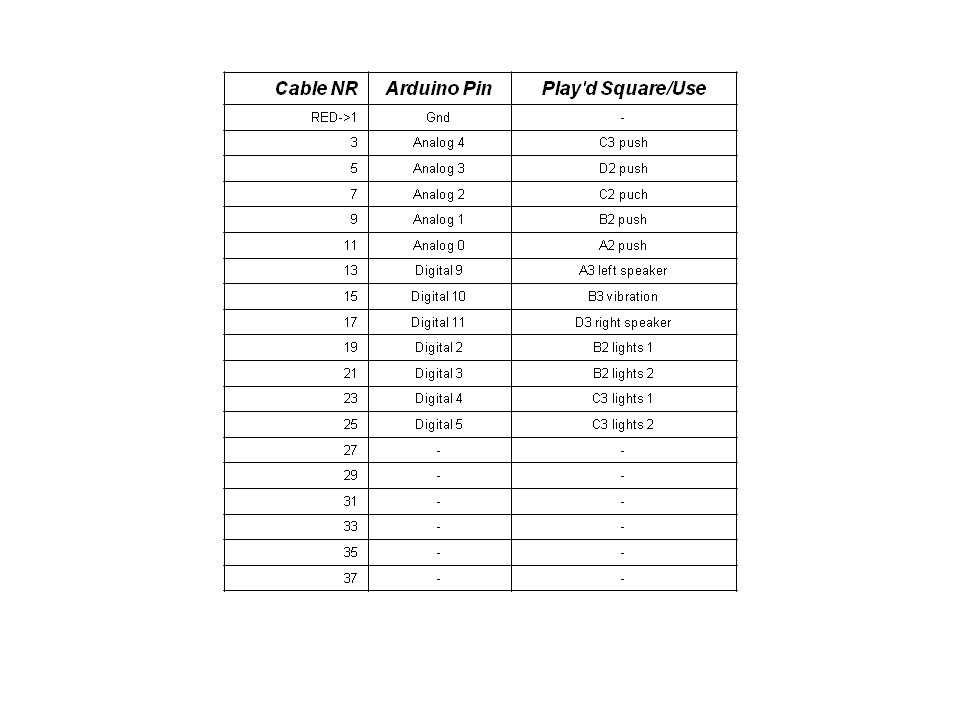 Cable NR Arduino Pin Play'd Square/Use
RED->1 Gnd -
3 Analog 4 C3 push
5 Analog 3 D2 push
7 Analog 2 C2 puch
9 Analog 1 B2 push
11 Analog 0 A2 push
13 Digital 9 A3 left speaker
15 Digital 10 B3 vibration
17 Digital 11 D3 right speaker
19 Digital 2 B2 lights 1
21 Digital 3 B2 lights 2
23 Digital 4 C3 lights 1
25 Digital 5 C3 lights 2
27 - -
29 - -
31 - -
33 - -
35 - -
37 - -